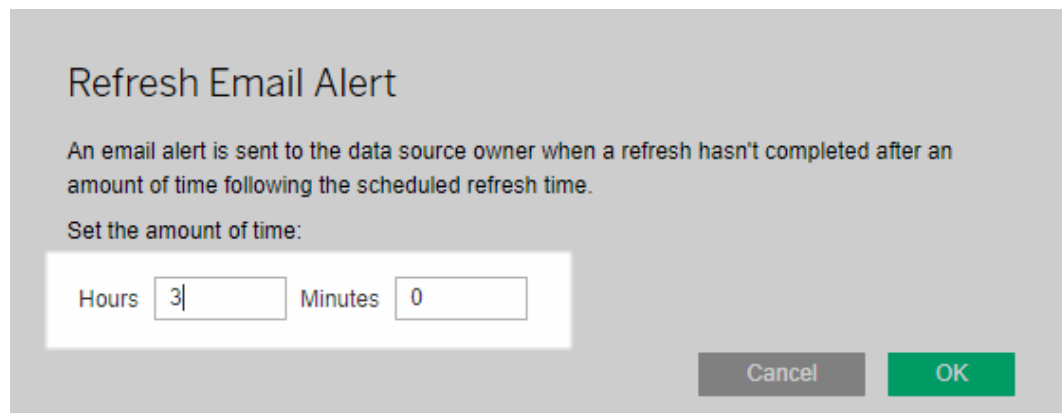 Refresh Email Alert
An email alert is sent to the data source owner when a refresh hasn't completed after an
amount of time following the scheduled refresh time.
Set the amount of time:
Hours 3 Minutes 0
Cancel OK